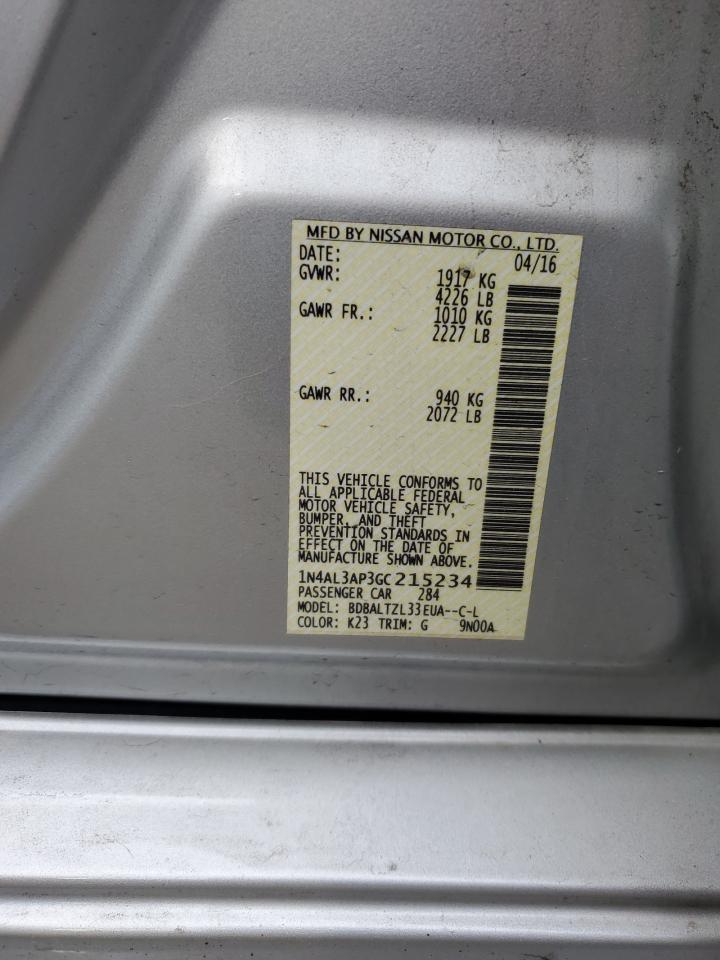 MFD BY NISSAN MOTOR CO., LTD.
DATE: 04/16
GVWR: 1917 KG
4226 LB
GAWR FR.: 1010 KG
2227 LB
GAWR RR.: 940 KG
2072 LB
THIS VEHICLE CONFORMS TO
ALL APPLICABLE FEDERAL
MOTOR VEHICLE SAFETY,
BUMPER, AND THEFT
PREVENTION STANDARDS IN
EFFECT ON THE DATE OF
MANUFACTURE SHOWN ABOVE.
1N4AL3AP3GC215234
PASSENGER CAR 284
MODEL: BDBALTZL33EUA--C-L
COLOR: K23 TRIM: G 9N00A